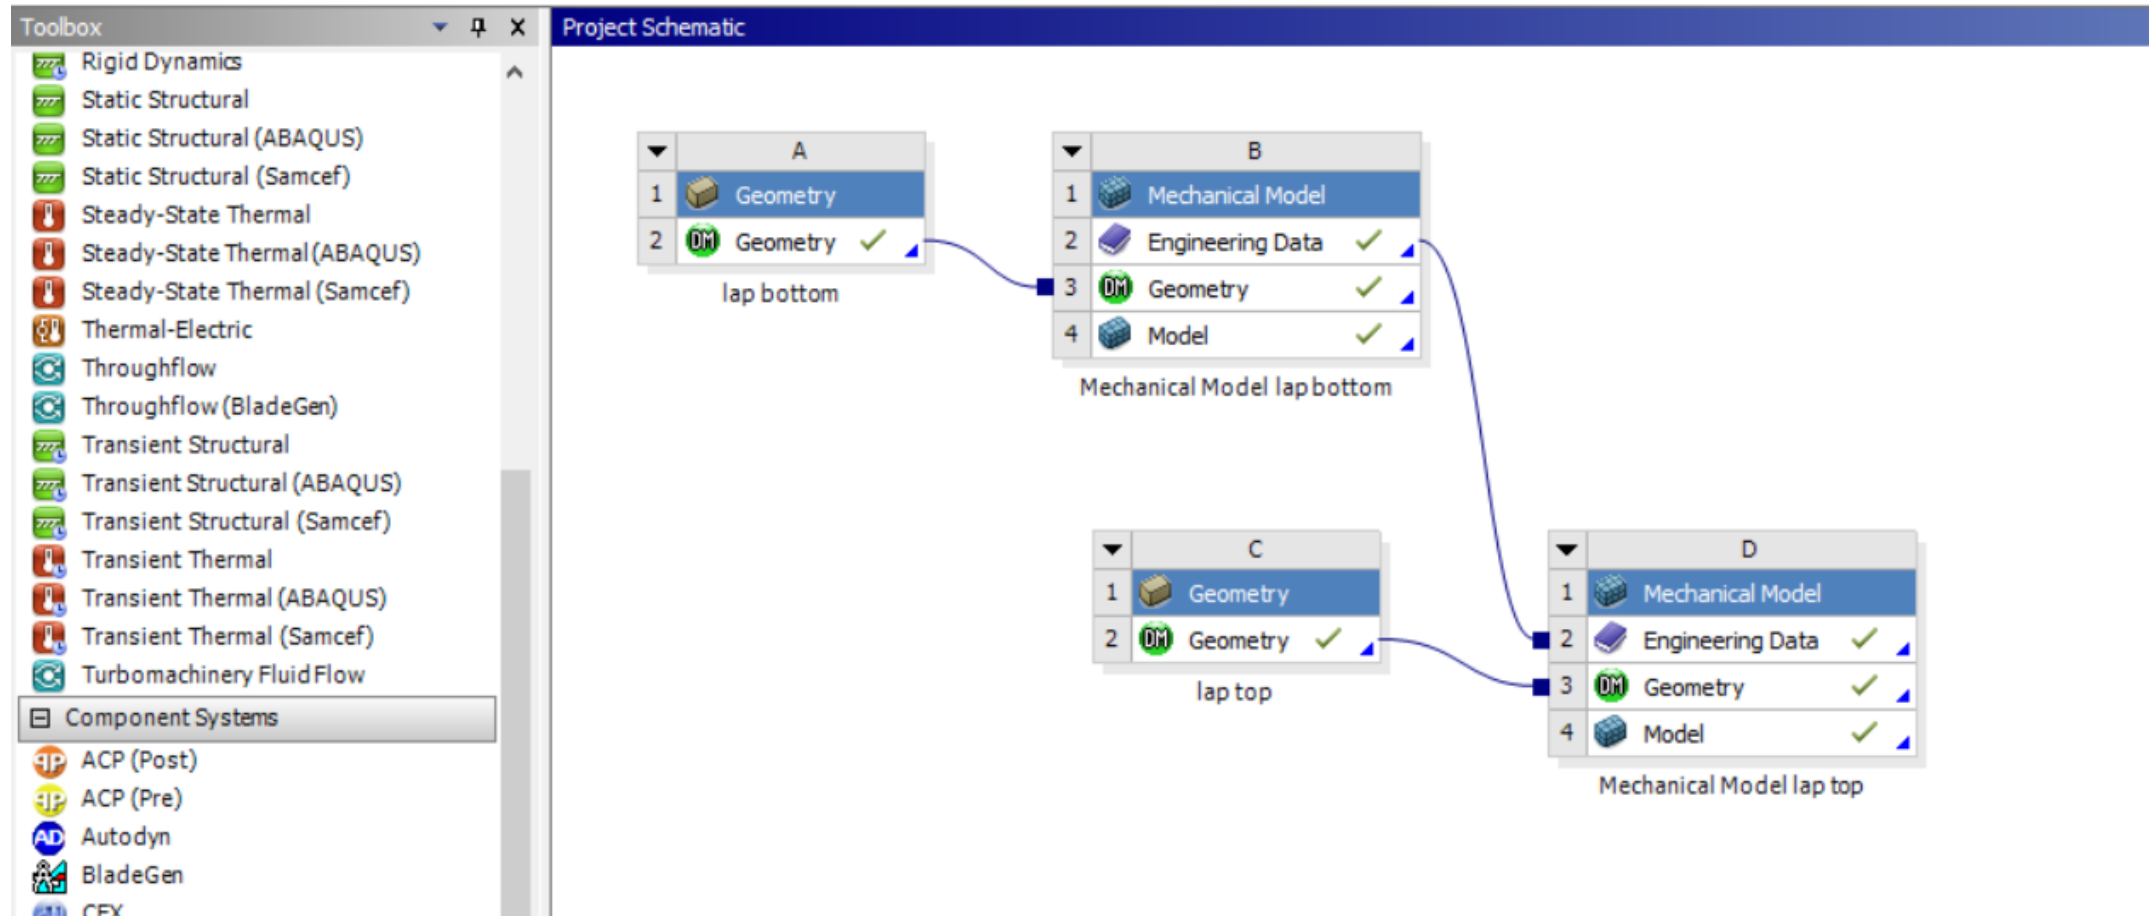 Toolbox
Rigid Dynamics
Static Structural
Static Structural (ABAQUS)
Static Structural (Samcef)
Steady-State Thermal
Steady-State Thermal (ABAQUS)
Steady-State Thermal (Samcef)
Thermal-Electric
Throughflow
Throughflow (BladeGen)
Transient Structural
Transient Structural (ABAQUS)
Transient Structural (Samcef)
Transient Thermal
Transient Thermal (ABAQUS)
Transient Thermal (Samcef)
Turbomachinery Fluid Flow
Component Systems
ACP (Post)
ACP (Pre)
Autodyn
BladeGen
CFX
Project Schematic
A
1 Geometry
2 DM Geometry
lap bottom
B
1 Mechanical Model
2 Engineering Data
3 DM Geometry
4 Model
Mechanical Model lap bottom
C
1 Geometry
2 DM Geometry
lap top
D
1 Mechanical Model
2 Engineering Data
3 DM Geometry
4 Model
Mechanical Model lap top